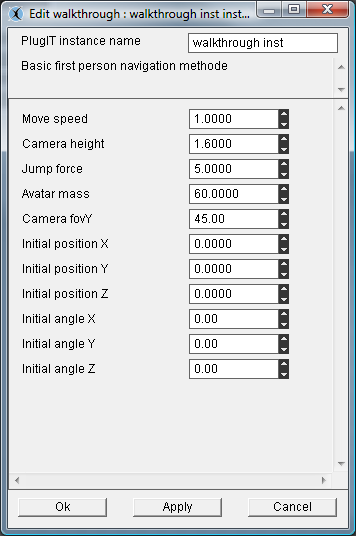 Edit walkthrough : walkthrough inst inst...
PlugIT instance name walkthrough inst
Basic first person navigation methode
Move speed 1.0000
Camera height 1.6000
Jump force 5.0000
Avatar mass 60.0000
Camera fovY 45.00
Initial position X 0.0000
Initial position Y 0.0000
Initial position Z 0.0000
Initial angle X 0.00
Initial angle Y 0.00
Initial angle Z 0.00
Ok Apply Cancel